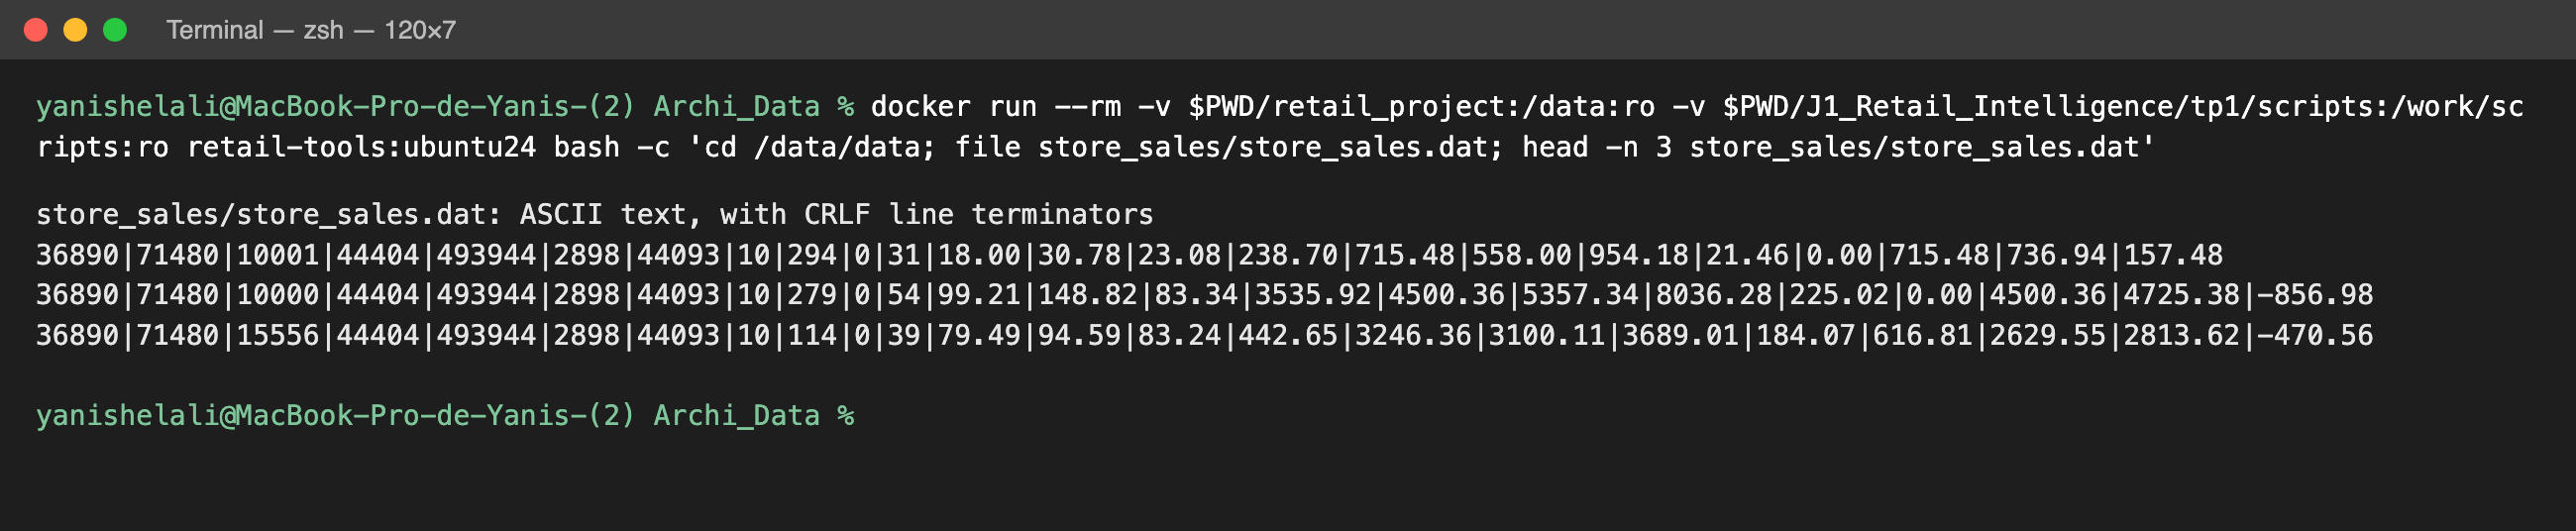 Terminal — zsh — 120×7
yanishelali@MacBook-Pro-de-Yanis-(2) Archi_Data % docker run --rm -v $PWD/retail_project:/data:ro -v $PWD/J1_Retail_Intelligence/tp1/scripts:/work/sc
ripts:ro retail-tools:ubuntu24 bash -c 'cd /data/data; file store_sales/store_sales.dat; head -n 3 store_sales/store_sales.dat'
store_sales/store_sales.dat: ASCII text, with CRLF line terminators
36890|71480|10001|44404|493944|2898|44093|10|294|0|31|18.00|30.78|23.08|238.70|715.48|558.00|954.18|21.46|0.00|715.48|736.94|157.48
36890|71480|10000|44404|493944|2898|44093|10|279|0|54|99.21|148.82|83.34|3535.92|4500.36|5357.34|8036.28|225.02|0.00|4500.36|4725.38|-856.98
36890|71480|15556|44404|493944|2898|44093|10|114|0|39|79.49|94.59|83.24|442.65|3246.36|3100.11|3689.01|184.07|616.81|2629.55|2813.62|-470.56
yanishelali@MacBook-Pro-de-Yanis-(2) Archi_Data %